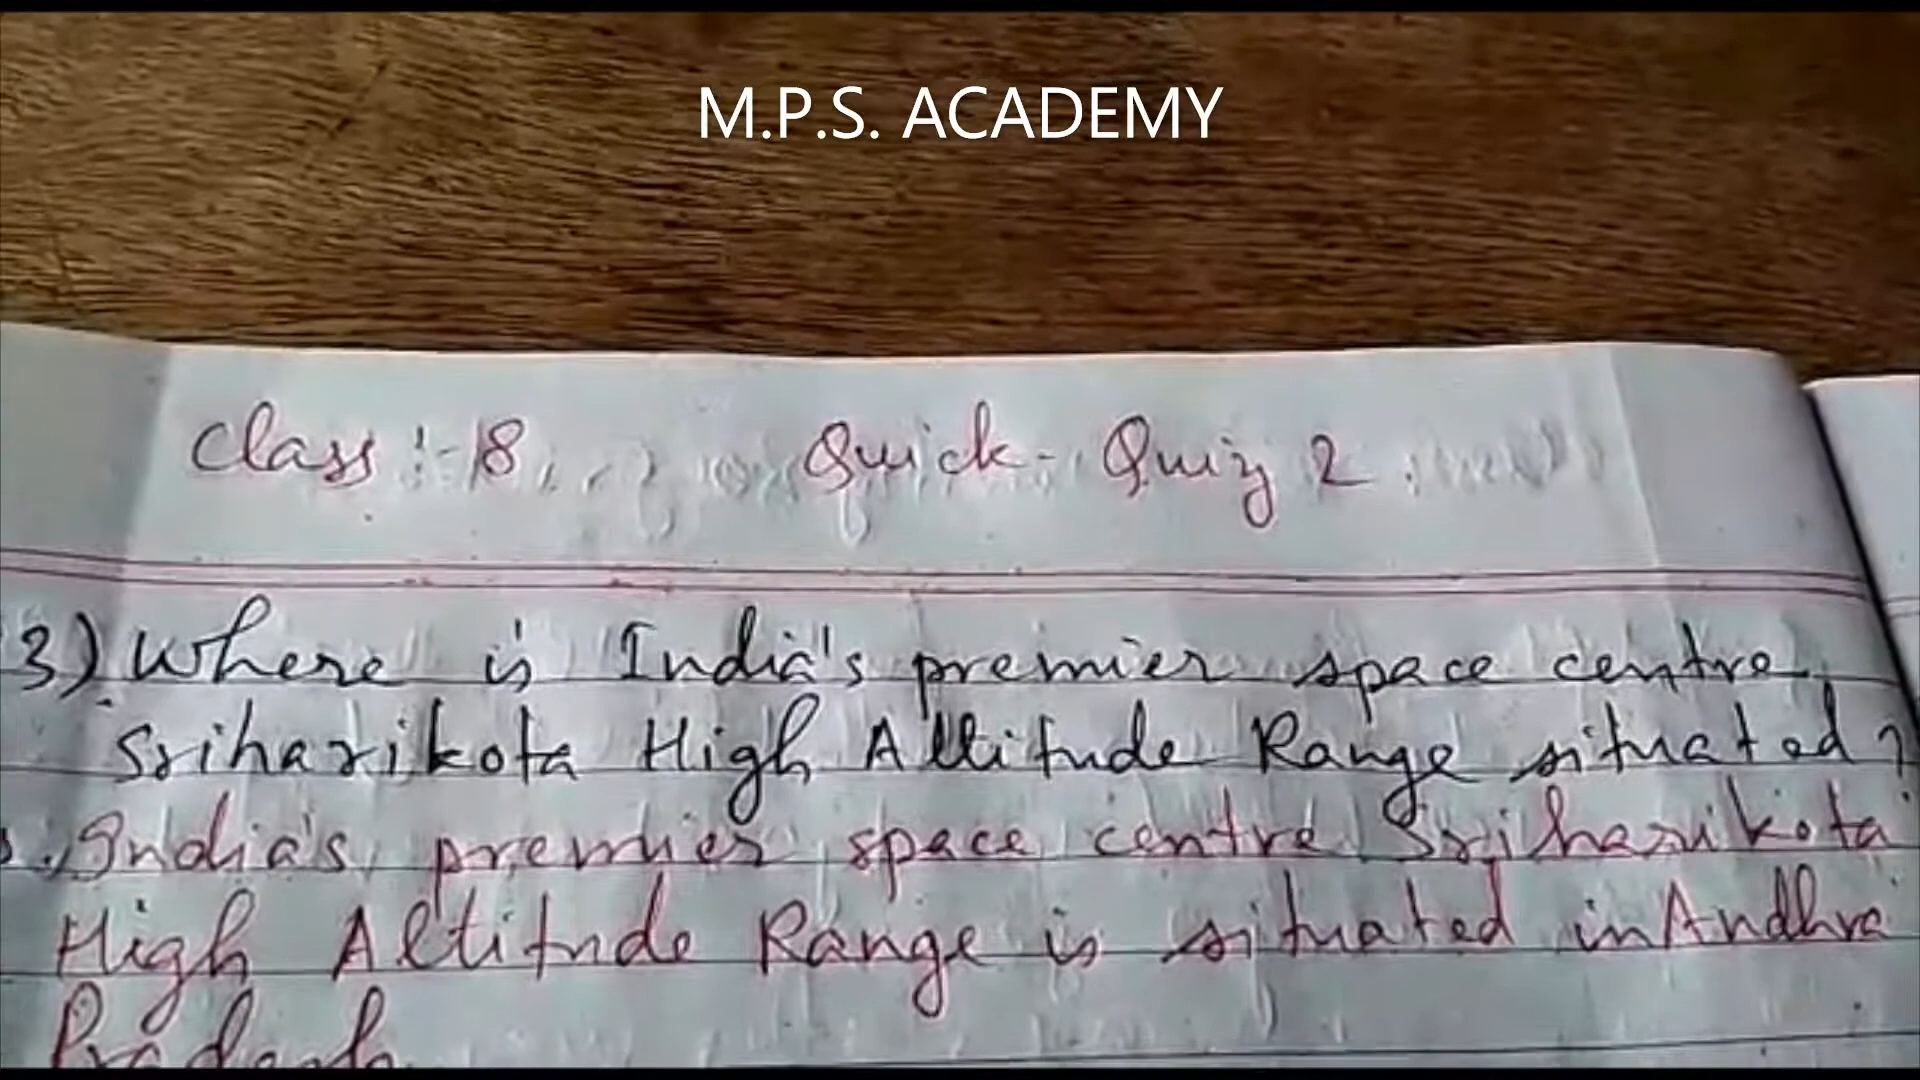 M.P.S. ACADEMY
Class :- 8 Quick - Quiz 2
3) Where is India's premier space centre
Sriharikota High Altitude Range situated?
India's premier space centre Sriharikota
High Altitude Range is situated in Andhra
Pradesh